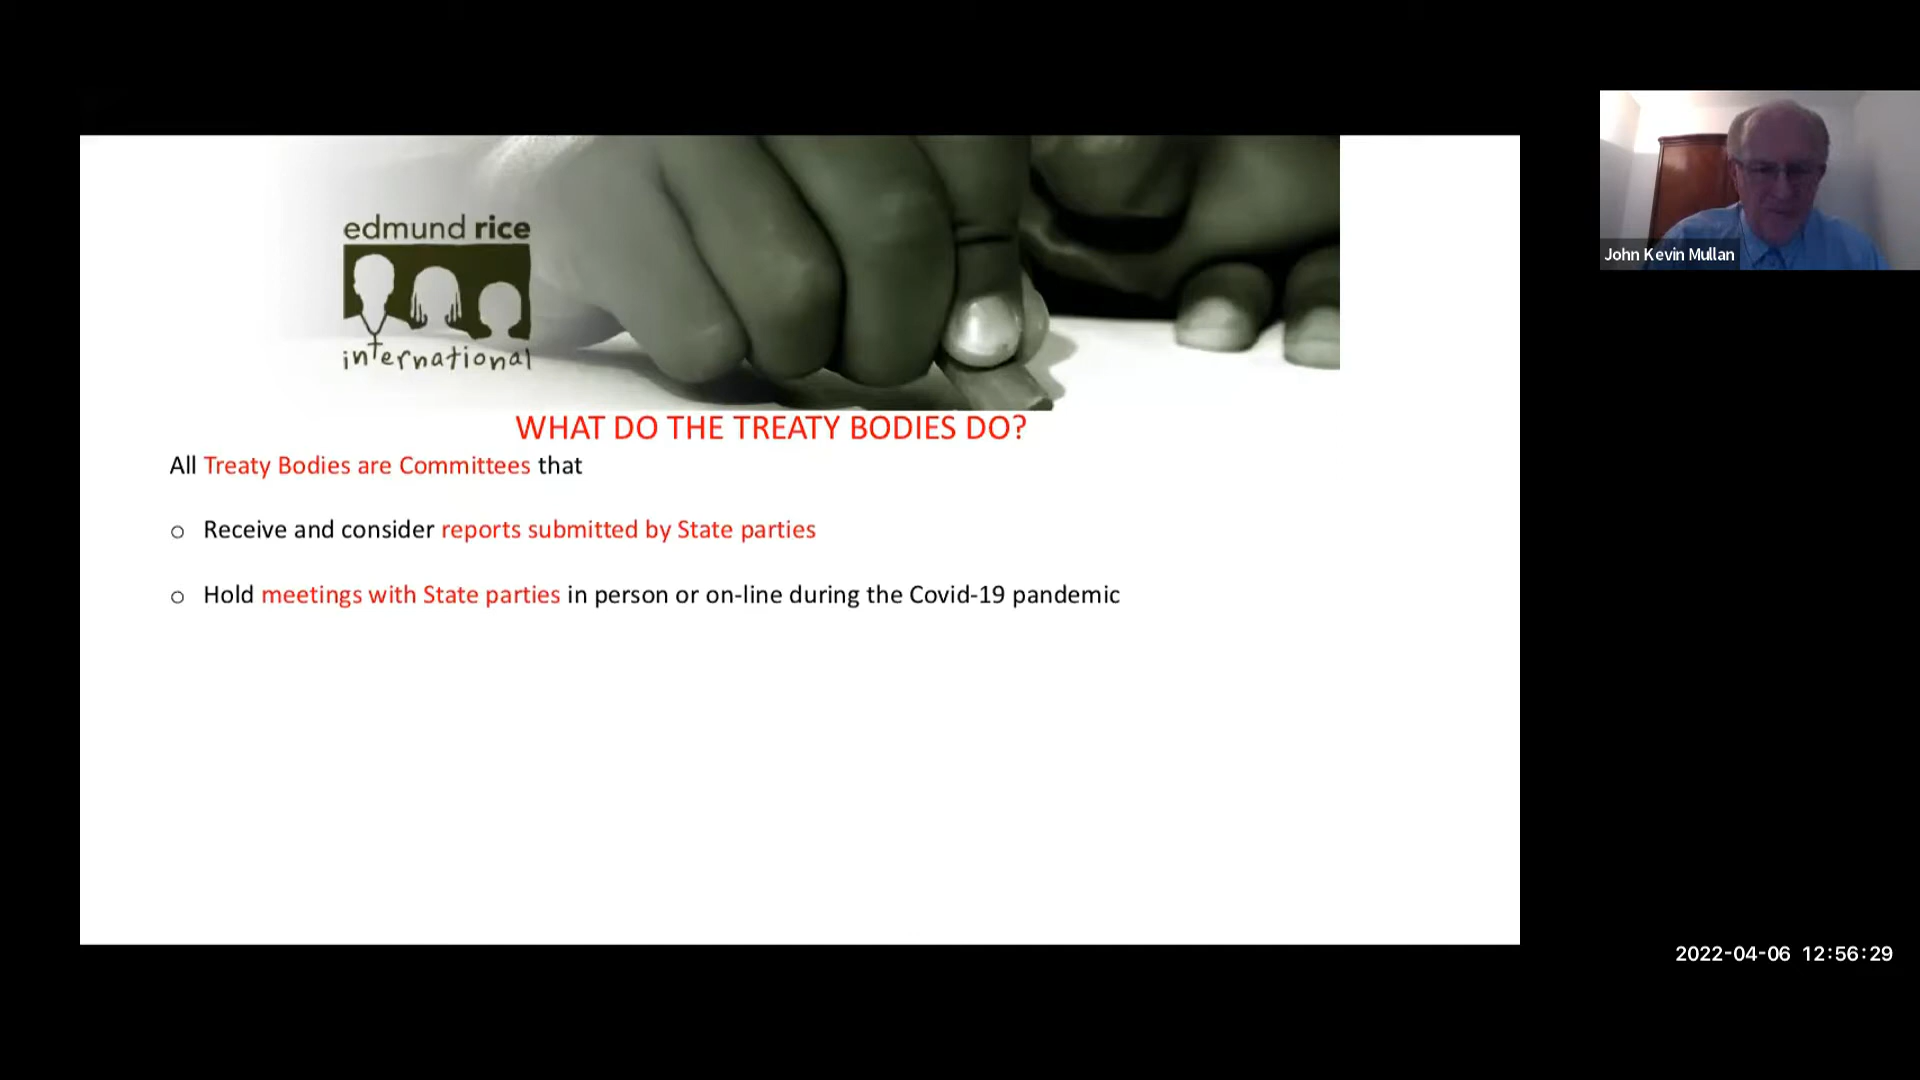 edmund rice
international
WHAT DO THE TREATY BODIES DO?
All Treaty Bodies are Committees that
o Receive and consider reports submitted by State parties
o Hold meetings with State parties in person or on-line during the Covid-19 pandemic
John Kevin Mullan
2022-04-06 12:56:29